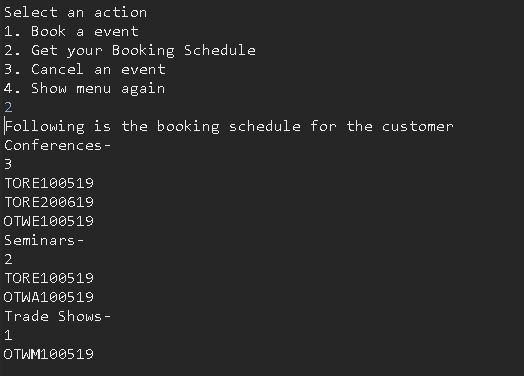 Select an action
1. Book a event
2. Get your Booking Schedule
3. Cancel an event
4. Show menu again
2
Following is the booking schedule for the customer
Conferences-
3
TORE100519
TORE200619
OTWE100519
Seminars-
2
TORE100519
OTWA100519
Trade Shows-
1
OTWM100519